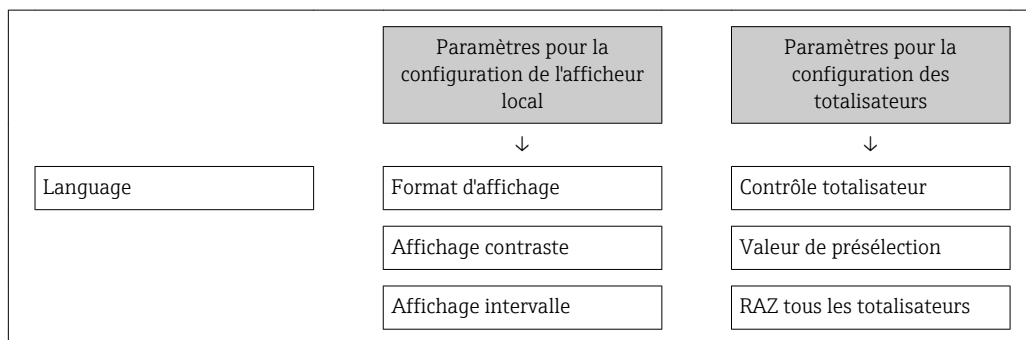 Paramètres pour la
configuration de l'afficheur
local
Paramètres pour la
configuration des
totalisateurs
↓
↓
Language
Format d'affichage
Contrôle totalisateur
Affichage contraste
Valeur de présélection
Affichage intervalle
RAZ tous les totalisateurs